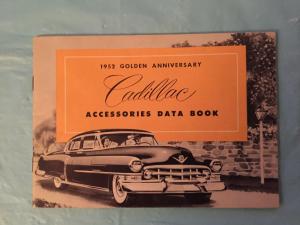 1952 GOLDEN ANNIVERSARY
Cadillac
ACCESSORIES DATA BOOK